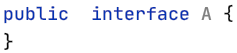 public  interface A {
}